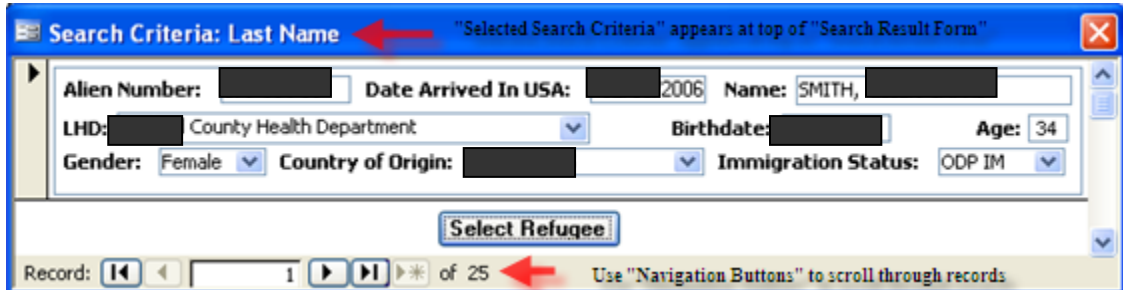 Search Criteria: Last Name "Selected Search Criteria" appears at top of "Search Result Form"
Alien Number: Date Arrived In USA: 2006 Name: SMITH,
LHD: County Health Department Birthdate: Age: 34
Gender: Female Country of Origin: Immigration Status: ODP IM
Select Refugee
Record: 1 of 25 Use "Navigation Buttons" to scroll through records